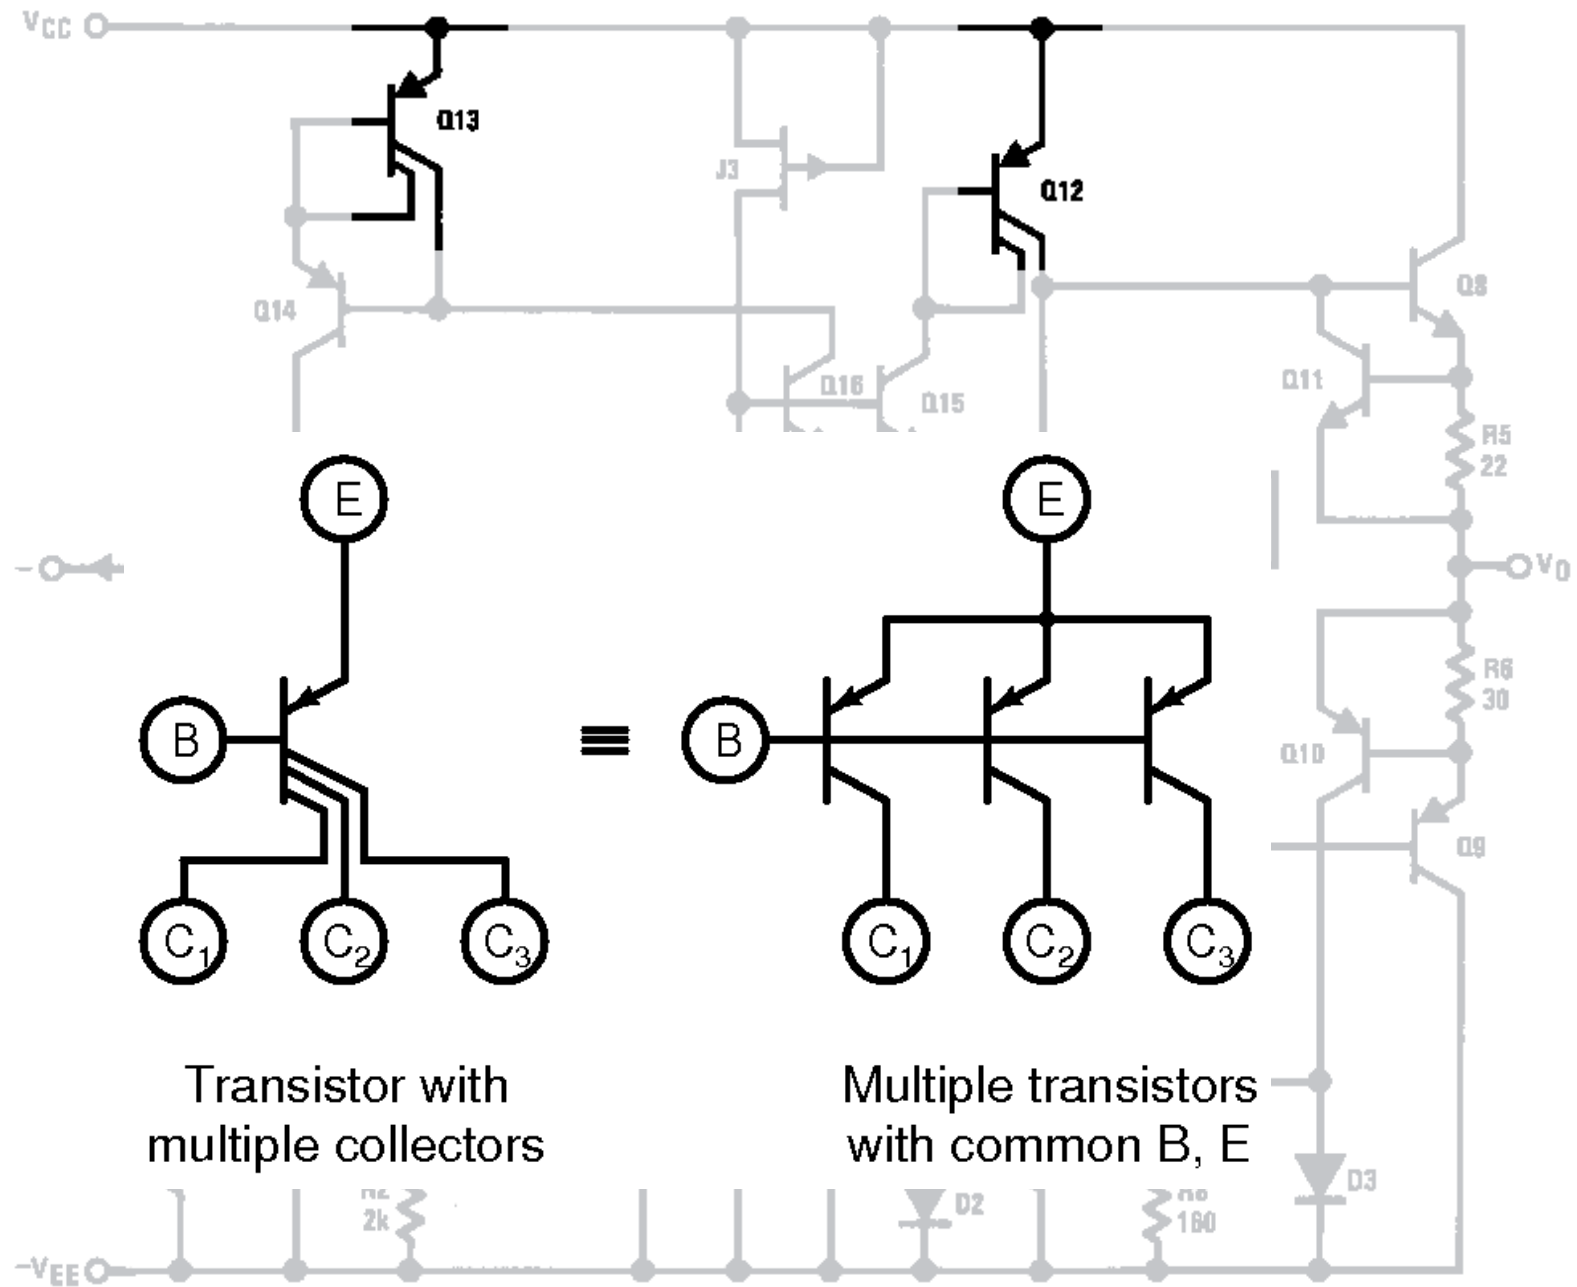 VCC
Q13
J3
Q12
Q14
Q8
Q16
Q15
Q11
R5
22
E
E
-
VO
R6
30
B
≡
B
Q10
Q9
C1
C2
C3
C1
C2
C3
Transistor with
multiple collectors
Multiple transistors
with common B, E
D3
2k
D2
160
-VEE